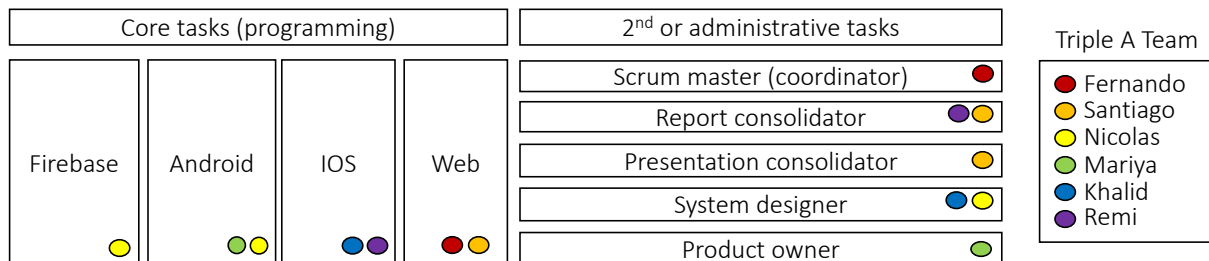 Core tasks (programming)
2nd or administrative tasks
Triple A Team
Firebase
Android
IOS
Web
Scrum master (coordinator)
Report consolidator
Presentation consolidator
System designer
Product owner
Fernando
Santiago
Nicolas
Mariya
Khalid
Remi